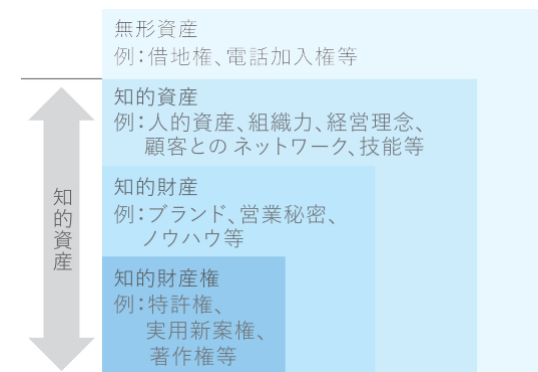 無形資産
例：借地権、電話加入権等
知的資産
例：人的資産、組織力、経営理念、
顧客とのネットワーク、技能等
知的財産
例：ブランド、営業秘密、
ノウハウ等
知的財産権
例：特許権、
実用新案権、
著作権等
知的資産